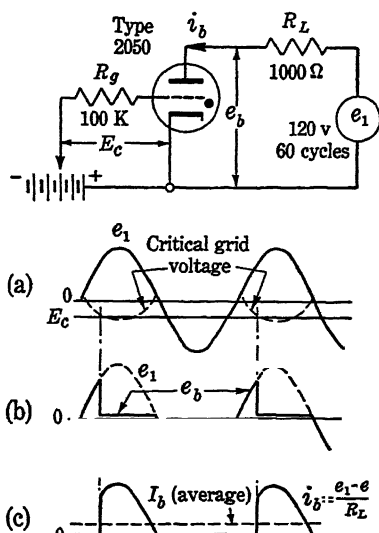 Type
2050
i_b
R_L
1000 Ω
R_g
100 K
E_c
e_b
e_1
120 v
60 cycles
- +
(a)
e_1
Critical grid
voltage
0
E_c
(b)
e_1
e_b
0
(c)
I_b (average)
i_b = (e_1-e)/R_L
0